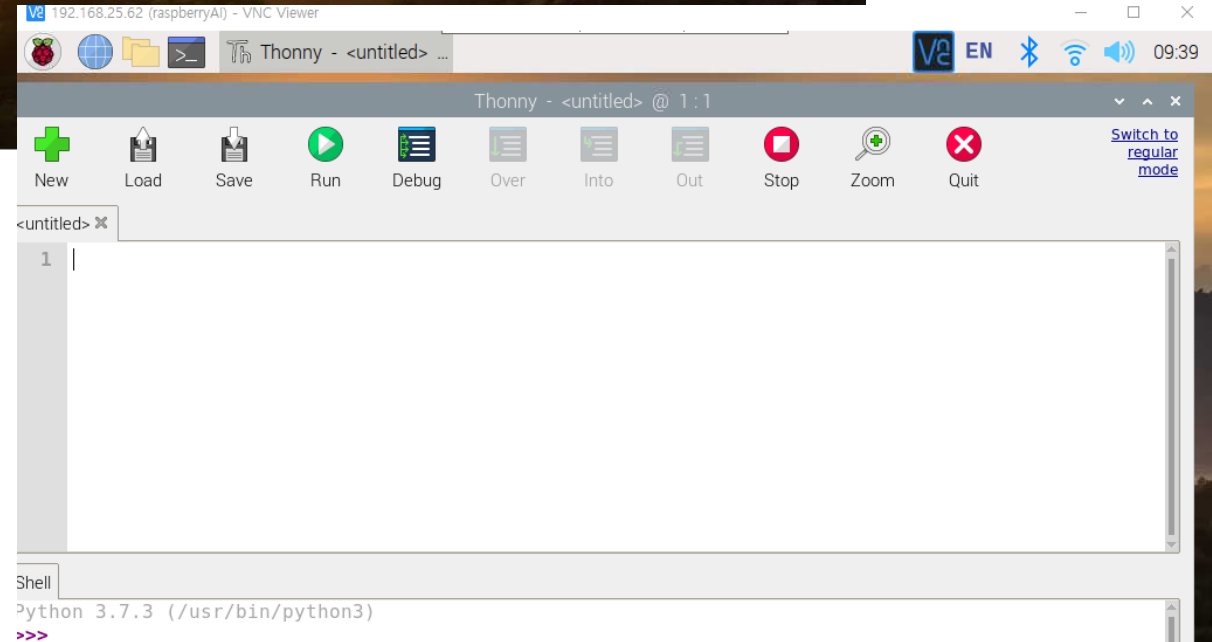 192.168.25.62 (raspberryAI) - VNC Viewer
Thonny - <untitled> ...
EN
09:39
Thonny - <untitled> @ 1 : 1
New
Load
Save
Run
Debug
Over
Into
Out
Stop
Zoom
Quit
Switch to
regular
mode
<untitled>
1
Shell
Python 3.7.3 (/usr/bin/python3)
>>>